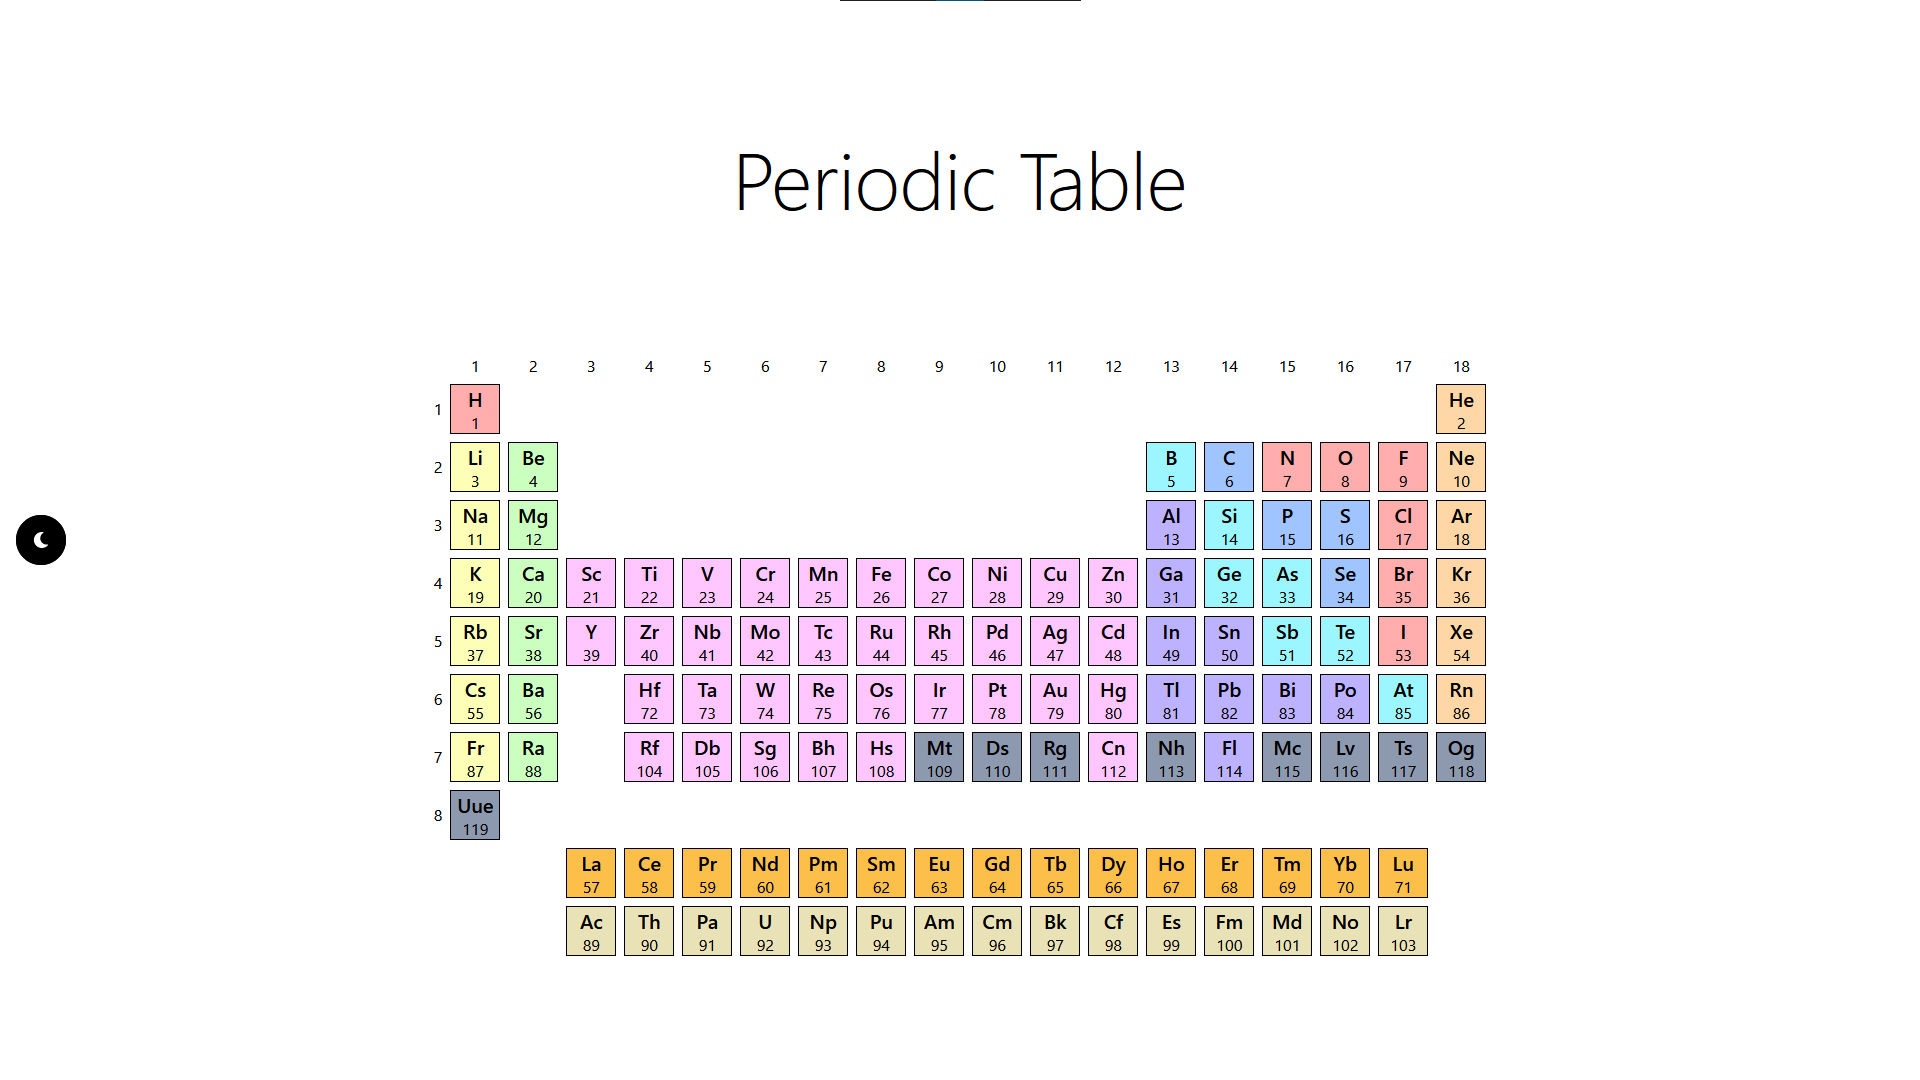 Periodic Table
1 2 3 4 5 6 7 8 9 10 11 12 13 14 15 16 17 18
1 H He
1 2
2 Li Be B C N O F Ne
3 4 5 6 7 8 9 10
3 Na Mg Al Si P S Cl Ar
11 12 13 14 15 16 17 18
4 K Ca Sc Ti V Cr Mn Fe Co Ni Cu Zn Ga Ge As Se Br Kr
19 20 21 22 23 24 25 26 27 28 29 30 31 32 33 34 35 36
5 Rb Sr Y Zr Nb Mo Tc Ru Rh Pd Ag Cd In Sn Sb Te I Xe
37 38 39 40 41 42 43 44 45 46 47 48 49 50 51 52 53 54
6 Cs Ba Hf Ta W Re Os Ir Pt Au Hg Tl Pb Bi Po At Rn
55 56 72 73 74 75 76 77 78 79 80 81 82 83 84 85 86
7 Fr Ra Rf Db Sg Bh Hs Mt Ds Rg Cn Nh Fl Mc Lv Ts Og
87 88 104 105 106 107 108 109 110 111 112 113 114 115 116 117 118
8 Uue
119
La Ce Pr Nd Pm Sm Eu Gd Tb Dy Ho Er Tm Yb Lu
57 58 59 60 61 62 63 64 65 66 67 68 69 70 71
Ac Th Pa U Np Pu Am Cm Bk Cf Es Fm Md No Lr
89 90 91 92 93 94 95 96 97 98 99 100 101 102 103